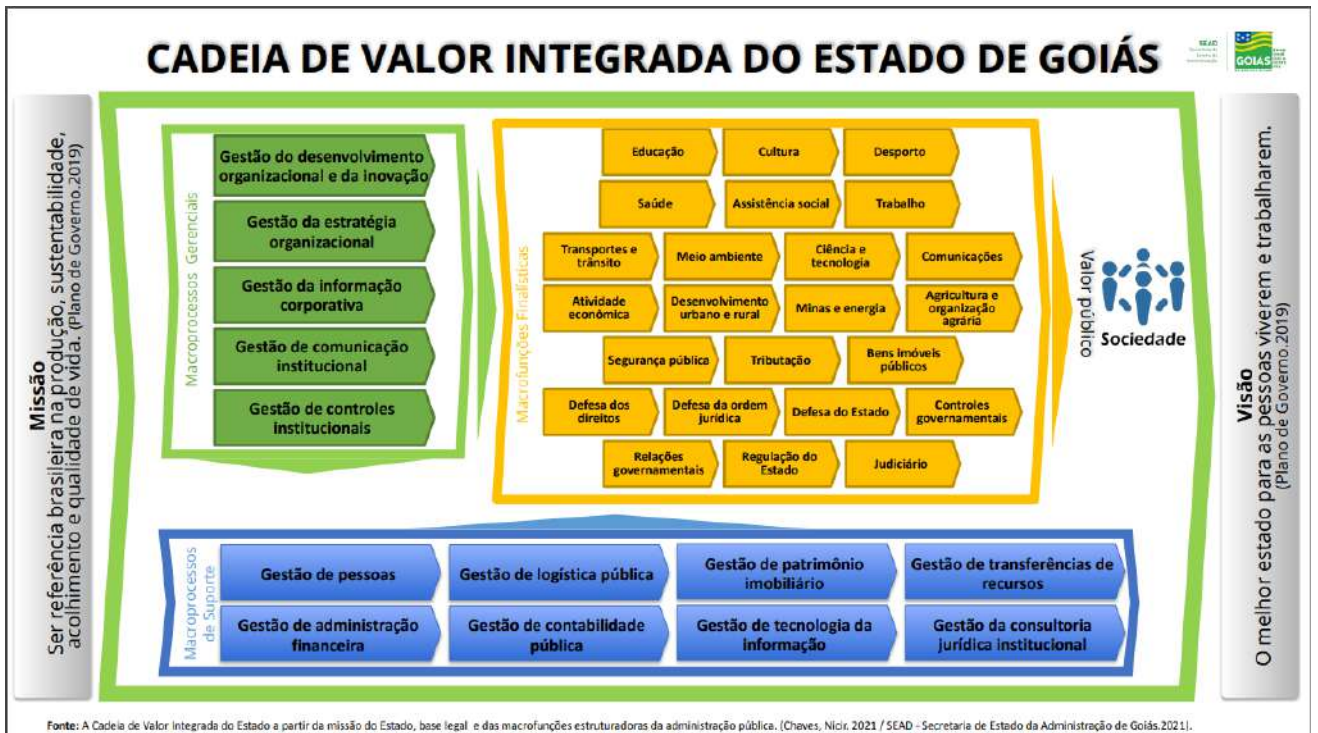 CADEIA DE VALOR INTEGRADA DO ESTADO DE GOIÁS
SEAD
GOIÁS
Missão
Ser referência brasileira na produção, sustentabilidade,
acolhimento e qualidade de vida. (Plano de Governo.2019)
Macroprocessos Gerenciais
Gestão do desenvolvimento
organizacional e da inovação
Gestão da estratégia
organizacional
Gestão da informação
corporativa
Gestão de comunicação
institucional
Gestão de controles
institucionais
Macrofunções Finalísticas
Educação
Cultura
Desporto
Saúde
Assistência social
Trabalho
Transportes e
trânsito
Meio ambiente
Ciência e
tecnologia
Comunicações
Atividade
econômica
Desenvolvimento
urbano e rural
Minas e energia
Agricultura e
organização
agrária
Segurança pública
Tributação
Bens imóveis
públicos
Defesa dos
direitos
Defesa da ordem
jurídica
Defesa do Estado
Controles
governamentais
Relações
governamentais
Regulação do
Estado
Judiciário
Valor público
Sociedade
Macroprocessos
de Suporte
Gestão de pessoas
Gestão de logística pública
Gestão de patrimônio
imobiliário
Gestão de transferências de
recursos
Gestão de administração
financeira
Gestão de contabilidade
pública
Gestão de tecnologia da
informação
Gestão da consultoria
jurídica institucional
Visão
O melhor estado para as pessoas viverem e trabalharem.
(Plano de Governo.2019)
Fonte: A Cadeia de Valor Integrada do Estado a partir da missão do Estado, base legal e das macrofunções estruturadoras da administração pública. (Chaves, Nicir. 2021 / SEAD - Secretaria de Estado da Administração de Goiás.2021).